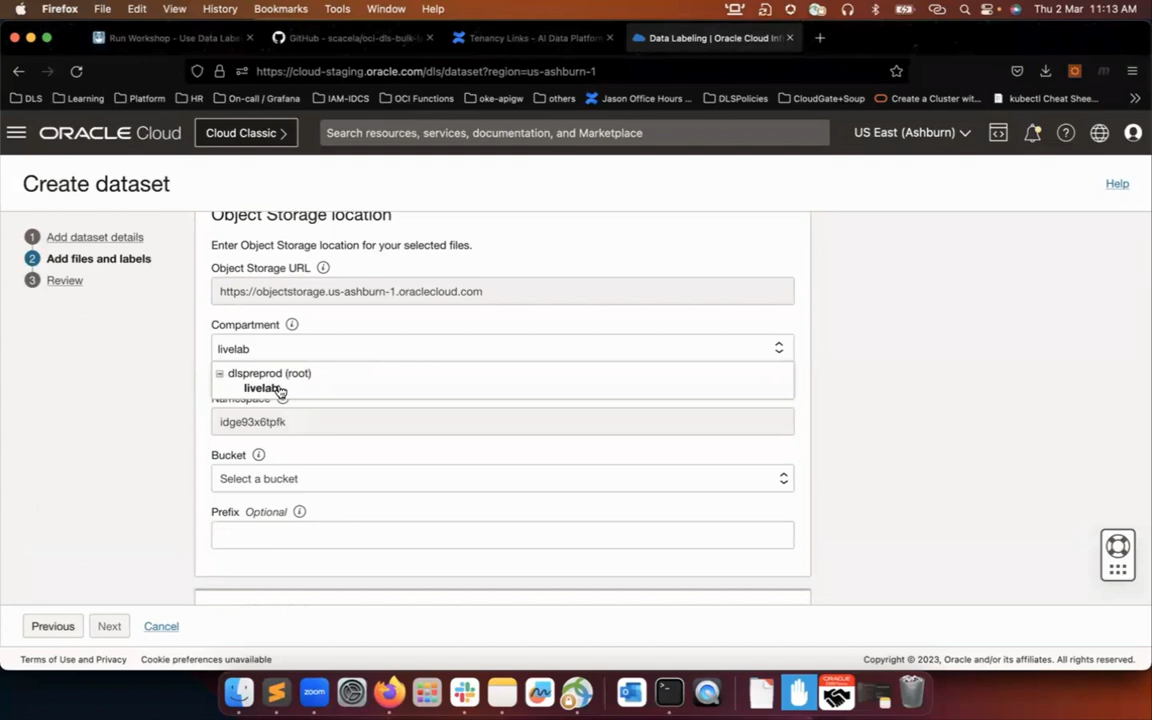 Firefox File Edit View History Bookmarks Tools Window Help Thu 2 Mar 11:13 AM
Run Workshop - Use Data Labe GitHub - scacela/oci-dls-bulk-l Tenancy Links - AI Data Platforn Data Labeling | Oracle Cloud Inf
https://cloud-staging.oracle.com/dls/dataset?region=us-ashburn-1
DLS Learning Platform HR On-call / Grafana IAM-IDCS OCI Functions oke-apigw others Jason Office Hours ... DLSPolicies CloudGate+Soup Create a Cluster wit... kubectl Cheat Shee...
ORACLE Cloud Cloud Classic Search resources, services, documentation, and Marketplace US East (Ashburn)
Create dataset Help
1 Add dataset details
2 Add files and labels
3 Review
Object Storage location
Enter Object Storage location for your selected files.
Object Storage URL
https://objectstorage.us-ashburn-1.oraclecloud.com
Compartment
livelab
dlspreprod (root)
livelab
Namespace
idge93x6tpfk
Bucket
Select a bucket
Prefix Optional
Previous Next Cancel
Terms of Use and Privacy Cookie preferences unavailable Copyright © 2023, Oracle and/or its affiliates. All rights reserved.
zoom
ORACLE